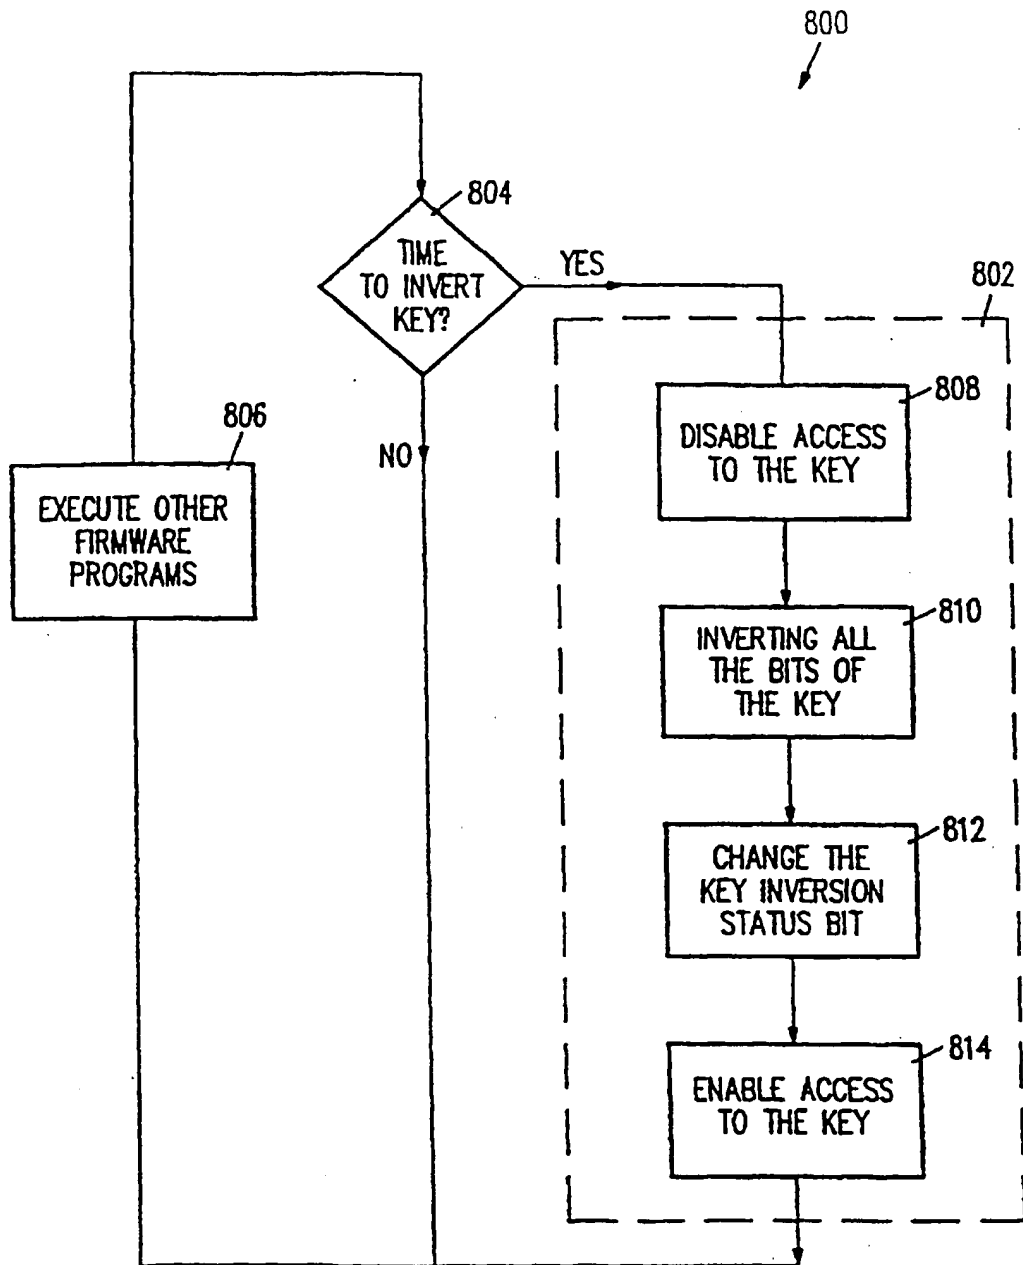 800
804
TIME
TO INVERT
KEY?
YES
802
808
DISABLE ACCESS
TO THE KEY
806
NO
EXECUTE OTHER
FIRMWARE
PROGRAMS
810
INVERTING ALL
THE BITS OF
THE KEY
812
CHANGE THE
KEY INVERSION
STATUS BIT
814
ENABLE ACCESS
TO THE KEY